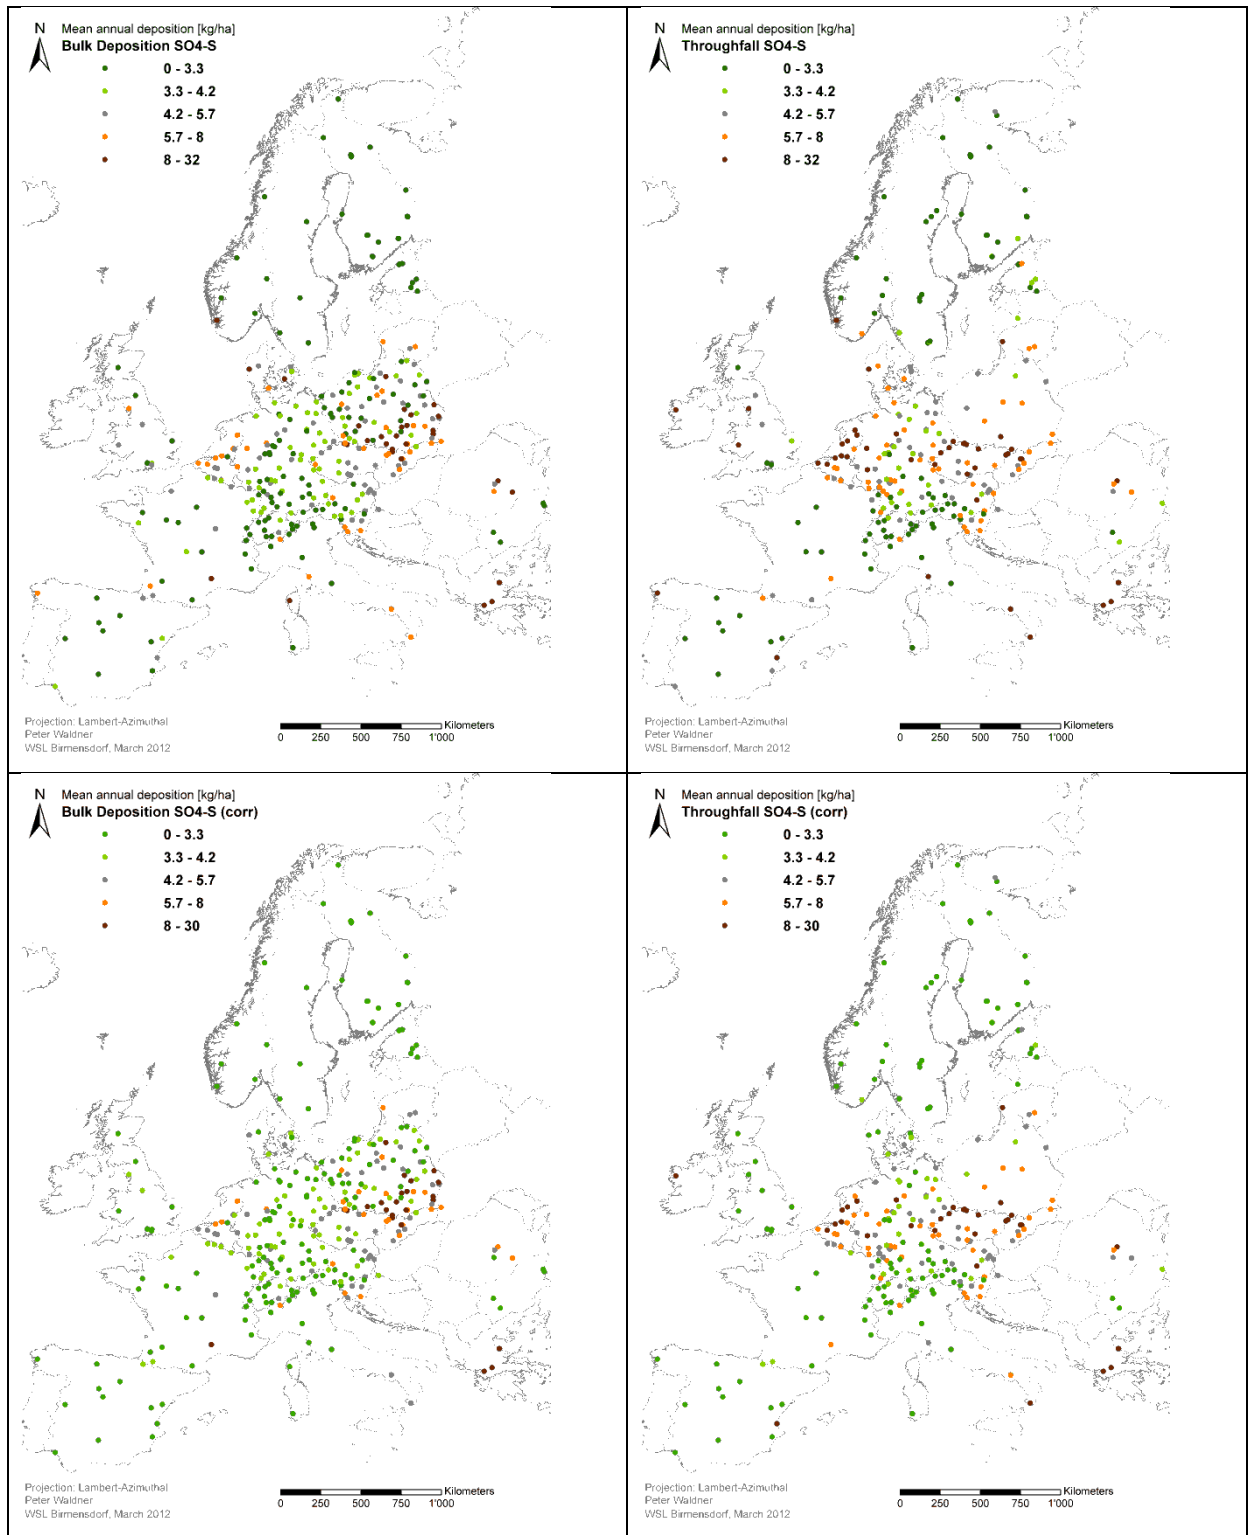 N
Mean annual deposition [kg/ha]
Bulk Deposition SO4-S
0 - 3.3
3.3 - 4.2
4.2 - 5.7
5.7 - 8
8 - 32
Projection: Lambert-Azimuthal
Peter Waldner
WSL Birmensdorf, March 2012
Kilometers
0 250 500 750 1'000
N
Mean annual deposition [kg/ha]
Throughfall SO4-S
0 - 3.3
3.3 - 4.2
4.2 - 5.7
5.7 - 8
8 - 32
Projection: Lambert-Azimuthal
Peter Waldner
WSL Birmensdorf, March 2012
Kilometers
0 250 500 750 1'000
N
Mean annual deposition [kg/ha]
Bulk Deposition SO4-S (corr)
0 - 3.3
3.3 - 4.2
4.2 - 5.7
5.7 - 8
8 - 30
Projection: Lambert-Azimuthal
Peter Waldner
WSL Birmensdorf, March 2012
Kilometers
0 250 500 750 1'000
N
Mean annual deposition [kg/ha]
Throughfall SO4-S (corr)
0 - 3.3
3.3 - 4.2
4.2 - 5.7
5.7 - 8
8 - 30
Projection: Lambert-Azimuthal
Peter Waldner
WSL Birmensdorf, March 2012
Kilometers
0 250 500 750 1'000